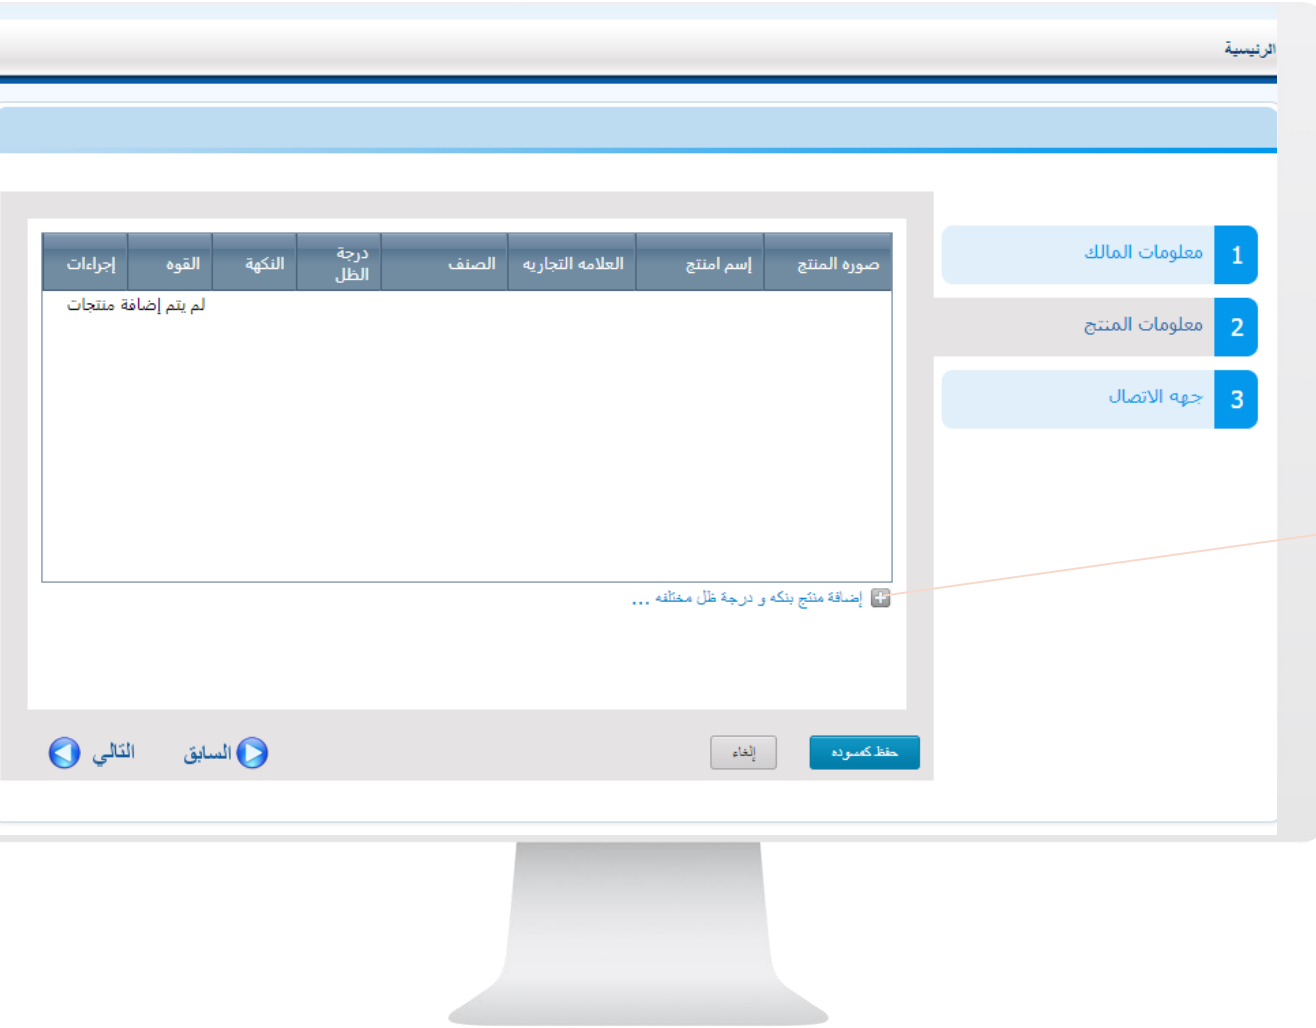 الرئيسية
1 معلومات المالك
2 معلومات المنتج
3 جهه الاتصال
صوره المنتج إسم امنتج العلامه التجاريه الصنف درجة الظل النكهة القوه إجراءات
لم يتم إضافة منتجات
إضافة منتج بنكه و درجة ظل مختلفه ...
حفظ كمسوده إلغاء السابق التالي